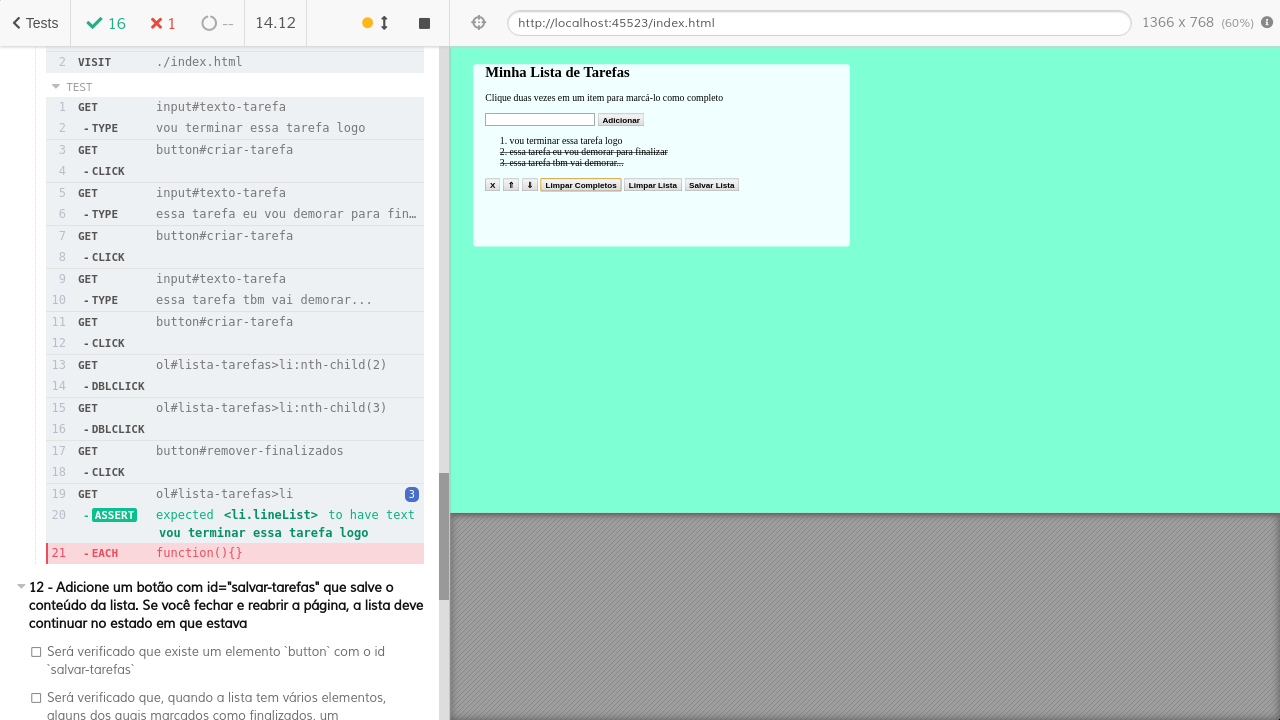 Tests 16 1 -- 14.12
2 VISIT ./index.html
TEST
1 GET input#texto-tarefa
2 - TYPE vou terminar essa tarefa logo
3 GET button#criar-tarefa
4 - CLICK
5 GET input#texto-tarefa
6 - TYPE essa tarefa eu vou demorar para fin…
7 GET button#criar-tarefa
8 - CLICK
9 GET input#texto-tarefa
10 - TYPE essa tarefa tbm vai demorar...
11 GET button#criar-tarefa
12 - CLICK
13 GET ol#lista-tarefas>li:nth-child(2)
14 - DBLCLICK
15 GET ol#lista-tarefas>li:nth-child(3)
16 - DBLCLICK
17 GET button#remover-finalizados
18 - CLICK
19 GET ol#lista-tarefas>li 3
20 - ASSERT expected <li.lineList> to have text
vou terminar essa tarefa logo
21 - EACH function(){}
12 - Adicione um botão com id="salvar-tarefas" que salve o
conteúdo da lista. Se você fechar e reabrir a página, a lista deve
continuar no estado em que estava
Será verificado que existe um elemento `button` com o id
`salvar-tarefas`
Será verificado que, quando a lista tem vários elementos,
alguns dos quais marcados como finalizados, um
http://localhost:45523/index.html 1366 x 768 (60%)
Minha Lista de Tarefas
Clique duas vezes em um item para marcá-lo como completo
Adicionar
1. vou terminar essa tarefa logo
2. essa tarefa eu vou demorar para finalizar
3. essa tarefa tbm vai demorar...
X ⇑ ⇓ Limpar Completos Limpar Lista Salvar Lista